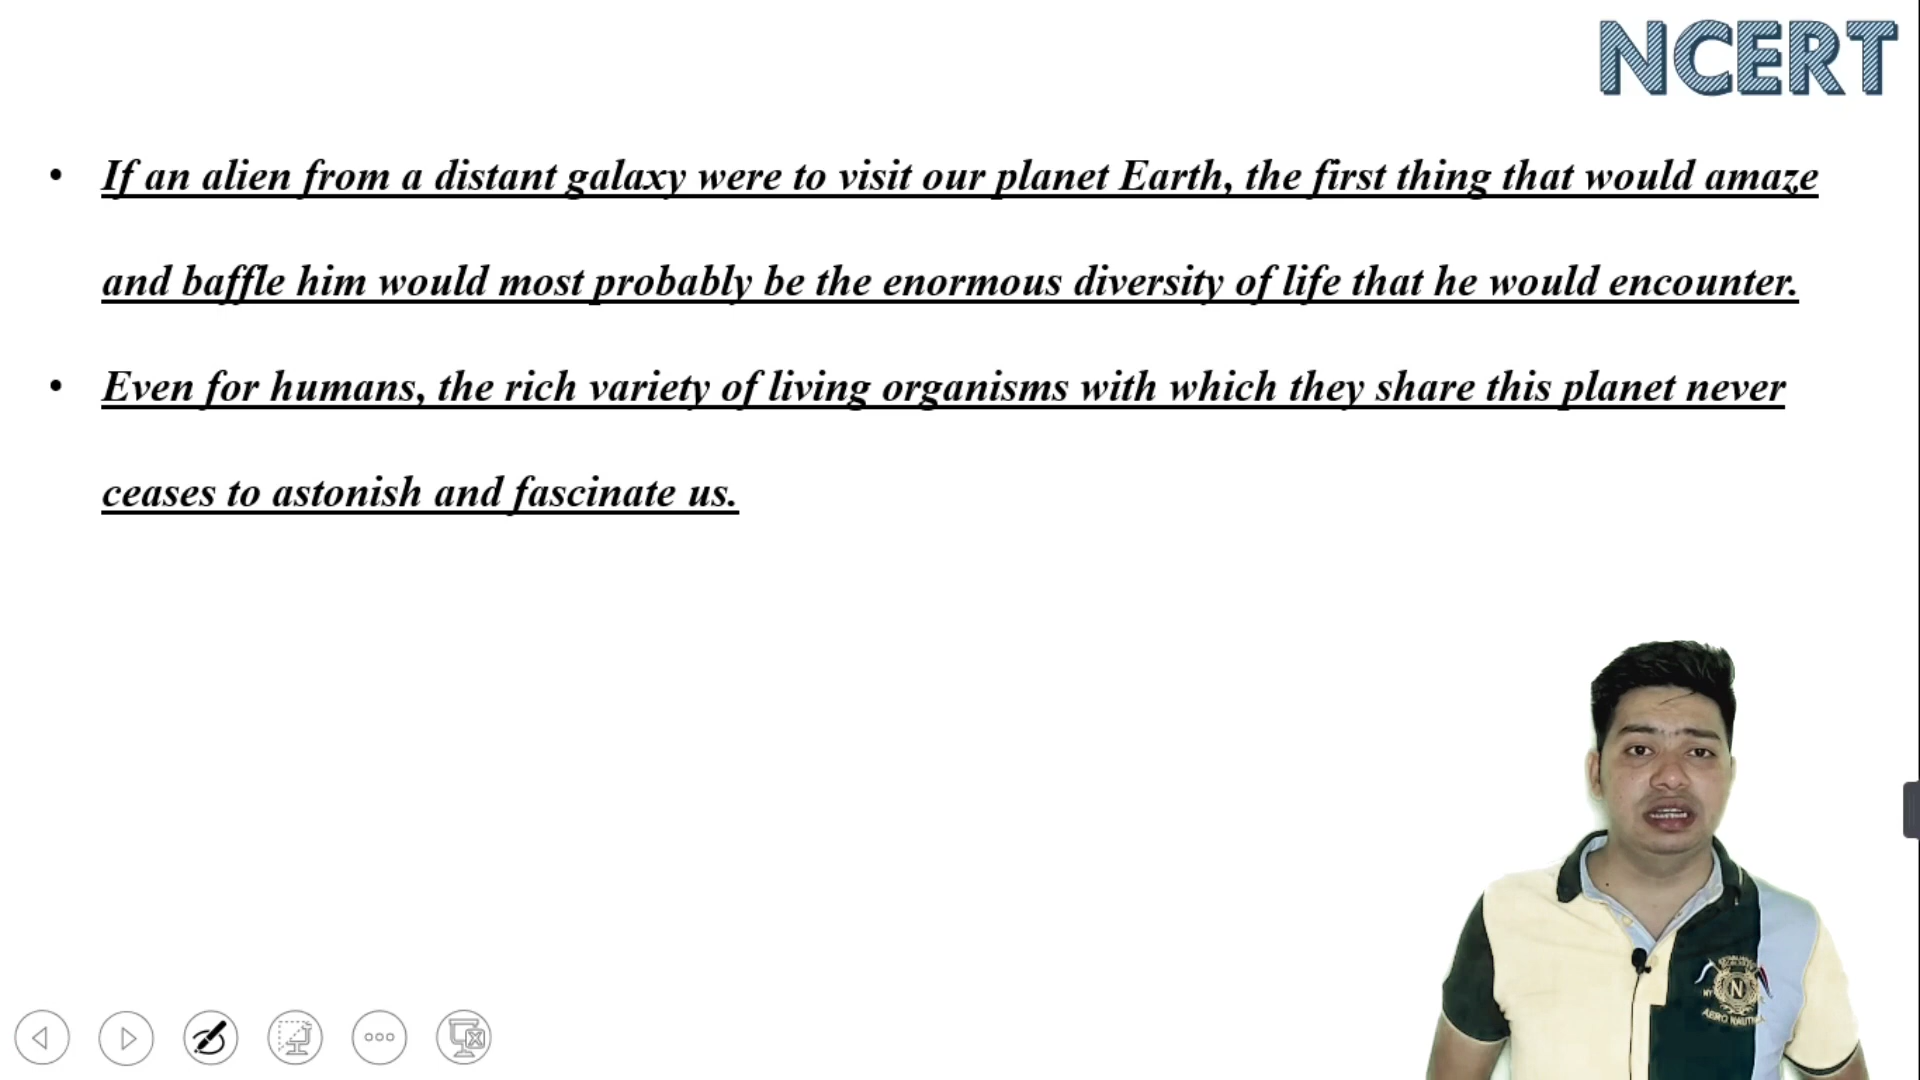 NCERT
• If an alien from a distant galaxy were to visit our planet Earth, the first thing that would amaze
and baffle him would most probably be the enormous diversity of life that he would encounter.
• Even for humans, the rich variety of living organisms with which they share this planet never
ceases to astonish and fascinate us.
N